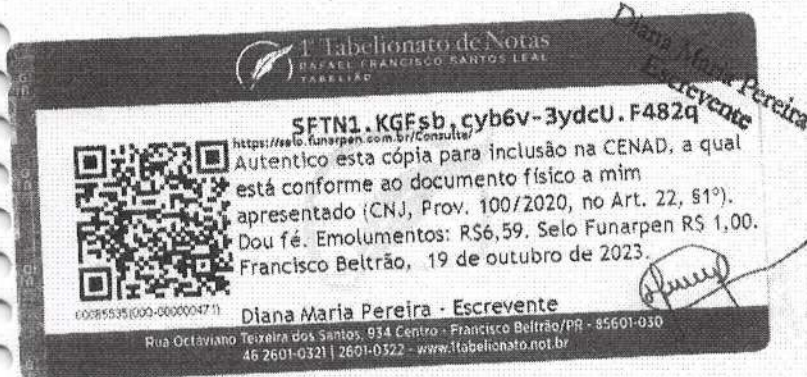 1º Tabelionato de Notas
RAFAEL FRANCISCO SANTOS LEAL
TABELIÃO
Diana Maria Pereira
Escrevente
SFTN1.KGFsb.cyb6v-3ydcU.F482q
https://selo.funarpen.com.br/Consulta/
Autentico esta cópia para inclusão na CENAD, a qual
está conforme ao documento físico a mim
apresentado (CNJ, Prov. 100/2020, no Art. 22, §1º).
Dou fé. Emolumentos: R$6,59. Selo Funarpen R$ 1,00.
Francisco Beltrão, 19 de outubro de 2023.
Diana Maria Pereira - Escrevente
Rua Octaviano Teixeira dos Santos, 934 Centro - Francisco Beltrão/PR - 85601-030
46 2601-0321 | 2601-0322 - www.1tabelionato.not.br